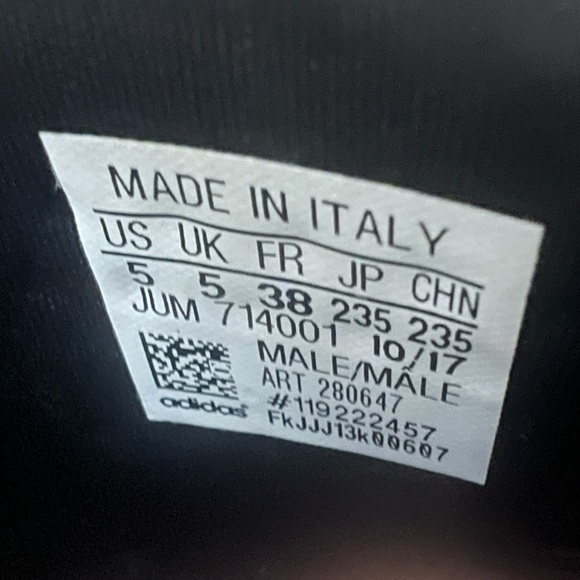 MADE IN ITALY
US UK FR JP CHN
5 5 38 235 235
JUM 714001 10/17
MALE/MÂLE
ART 280647
#119222457
FkJJJ13k00607
adidas